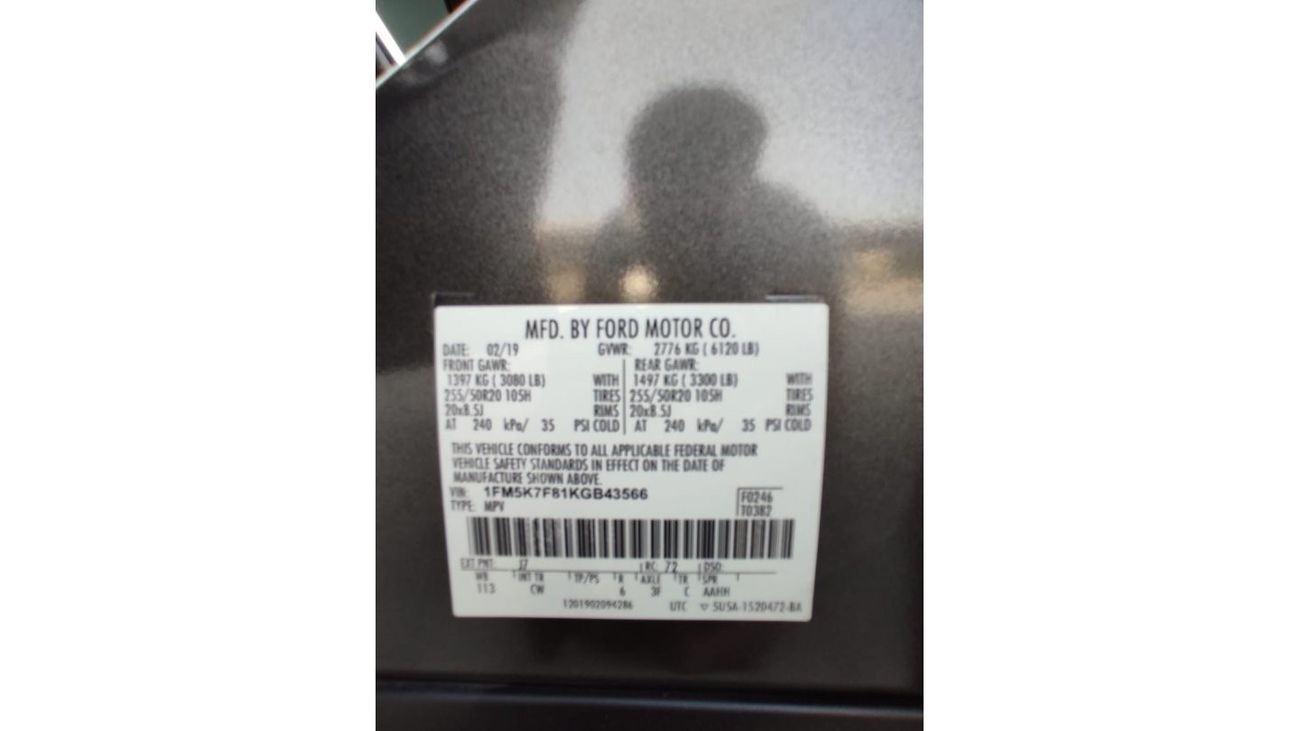 MFD. BY FORD MOTOR CO.
DATE: 02/19 GVWR: 2776 KG ( 6120 LB)
FRONT GAWR: REAR GAWR:
1397 KG ( 3080 LB) WITH 1497 KG ( 3300 LB) WITH
255/50R20 105H TIRES 255/50R20 105H TIRES
20x8.5J RIMS 20x8.5J RIMS
AT 240 kPa/ 35 PSI COLD AT 240 kPa/ 35 PSI COLD
THIS VEHICLE CONFORMS TO ALL APPLICABLE FEDERAL MOTOR
VEHICLE SAFETY STANDARDS IN EFFECT ON THE DATE OF
MANUFACTURE SHOWN ABOVE.
VIN: 1FM5K7F81KGB43566 F0246
TYPE: MPV T0382
EXT PNT: J7 RC: 72 DSO:
WB INT TR TP/PS R AXLE TR SPR
113 CW 6 3F C AAHH
1201902094286 UTC ▽ 5U5A-1520472-BA